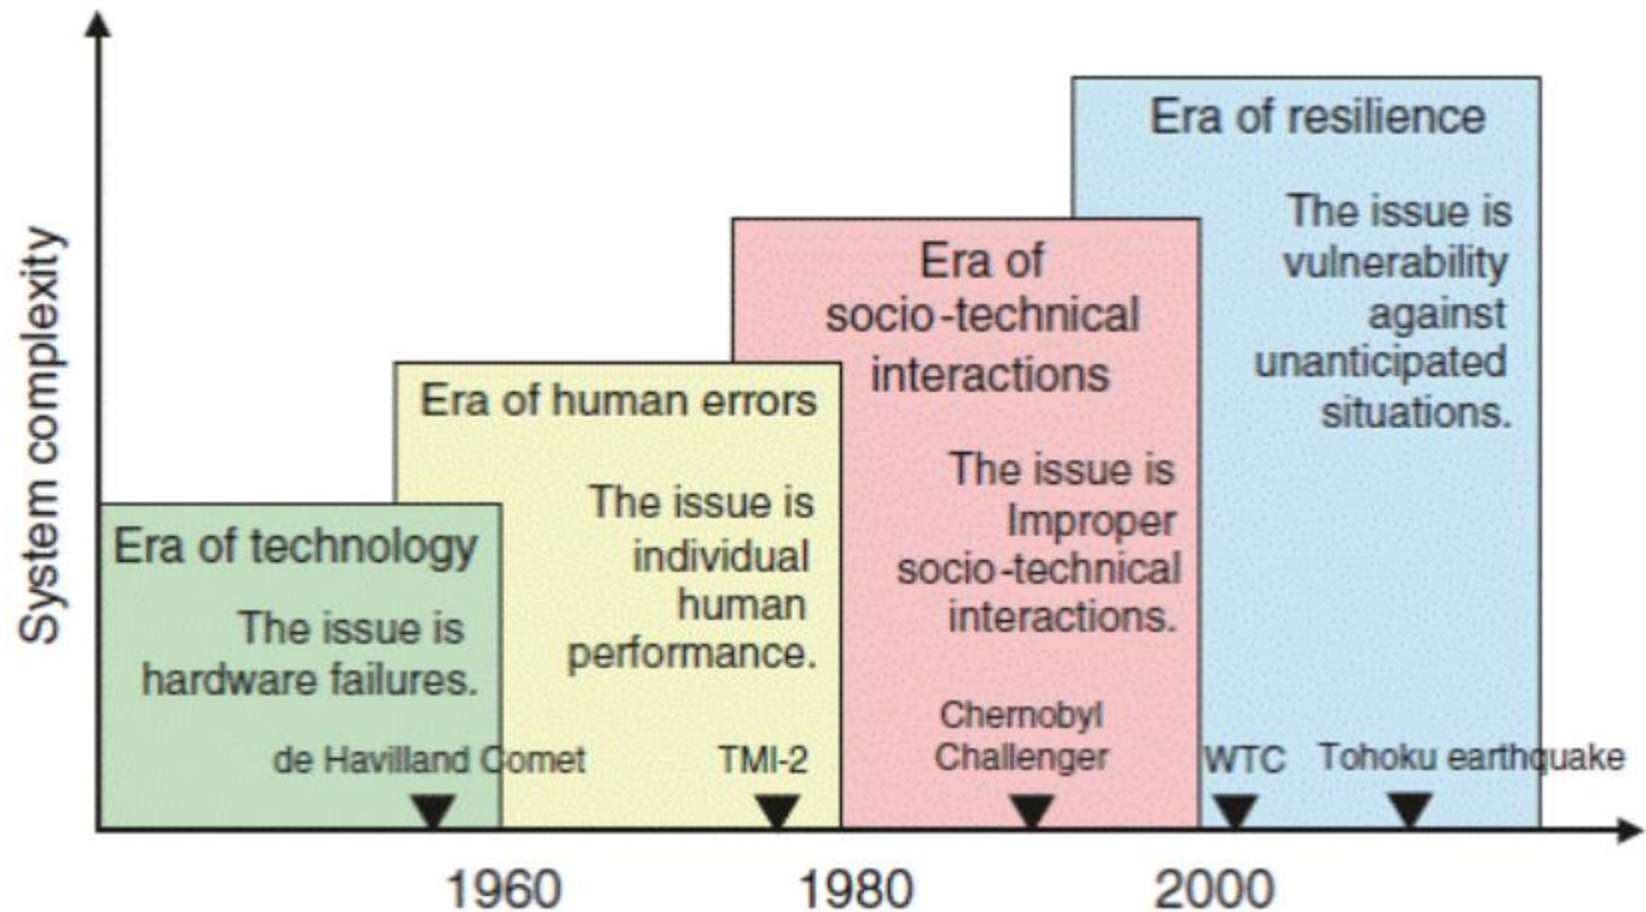 System complexity
Era of technology
The issue is
hardware failures.
de Havilland Comet
Era of human errors
The issue is
individual
human
performance.
TMI-2
Era of
socio-technical
interactions
The issue is
Improper
socio-technical
interactions.
Chernobyl
Challenger
Era of resilience
The issue is
vulnerability
against
unanticipated
situations.
WTC
Tohoku earthquake
1960
1980
2000